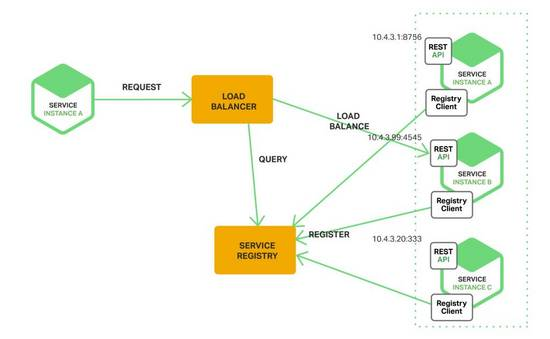 SERVICE
INSTANCE A
REQUEST
LOAD
BALANCER
QUERY
SERVICE
REGISTRY
LOAD
BALANCE
REGISTER
10.4.3.1:8756
REST
API
SERVICE
INSTANCE A
Registry
Client
10.4.3.99:4545
REST
API
SERVICE
INSTANCE B
Registry
Client
10.4.3.20:333
REST
API
SERVICE
INSTANCE C
Registry
Client